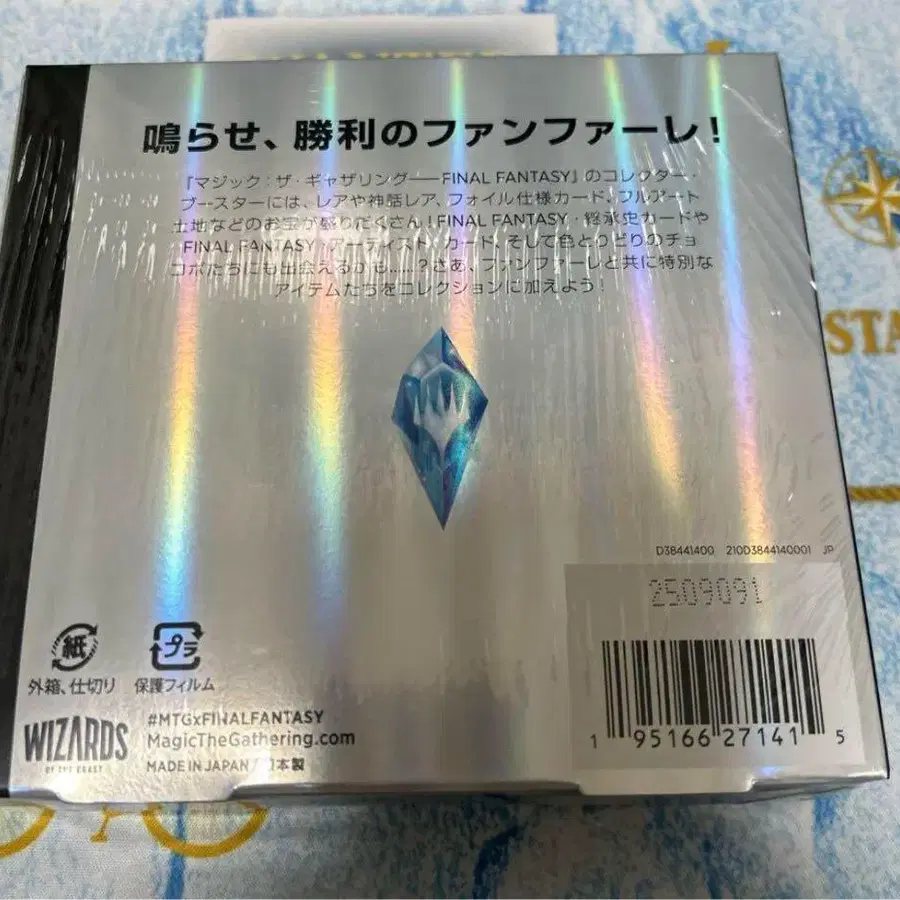 鳴らせ、勝利のファンファーレ!
『マジック:ザ・ギャザリング——FINAL FANTASY』のコレクター・
ブースターには、レアや神話レア、フォイル仕様カード、フルアート
土地などのお宝が盛りだくさん!FINAL FANTASY・継承史カードや
FINAL FANTASY・アーティスト・カード、そして色とりどりのチョ
コボたちにも出会えるかも……?さあ、ファンファーレと共に特別な
アイテムたちをコレクションに加えよう!
STA
D38441400 210D3844140001 JP
2509091
紙
外箱、仕切り
プラ
保護フィルム
WIZARDS
OF THE COAST
#MTGxFINALFANTASY
MagicTheGathering.com
MADE IN JAPAN / 日本製
1 95166 27141 5